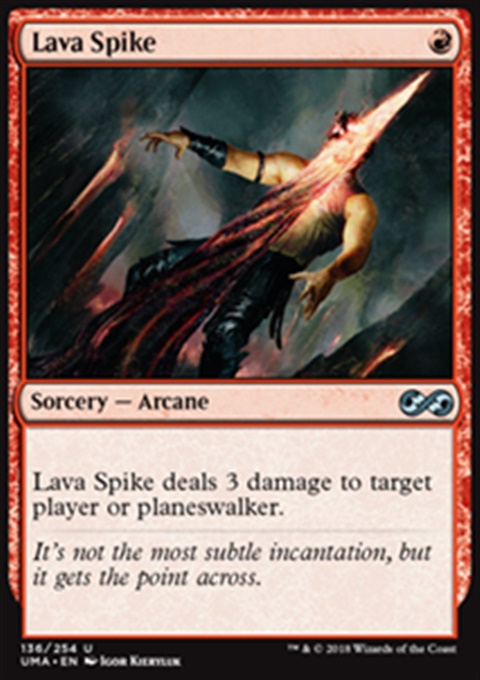 Lava Spike
Sorcery — Arcane
Lava Spike deals 3 damage to target
player or planeswalker.
It's not the most subtle incantation, but
it gets the point across.
136/254 U
UMA • EN Igor Kieryluk
™ & © 2018 Wizards of the Coast